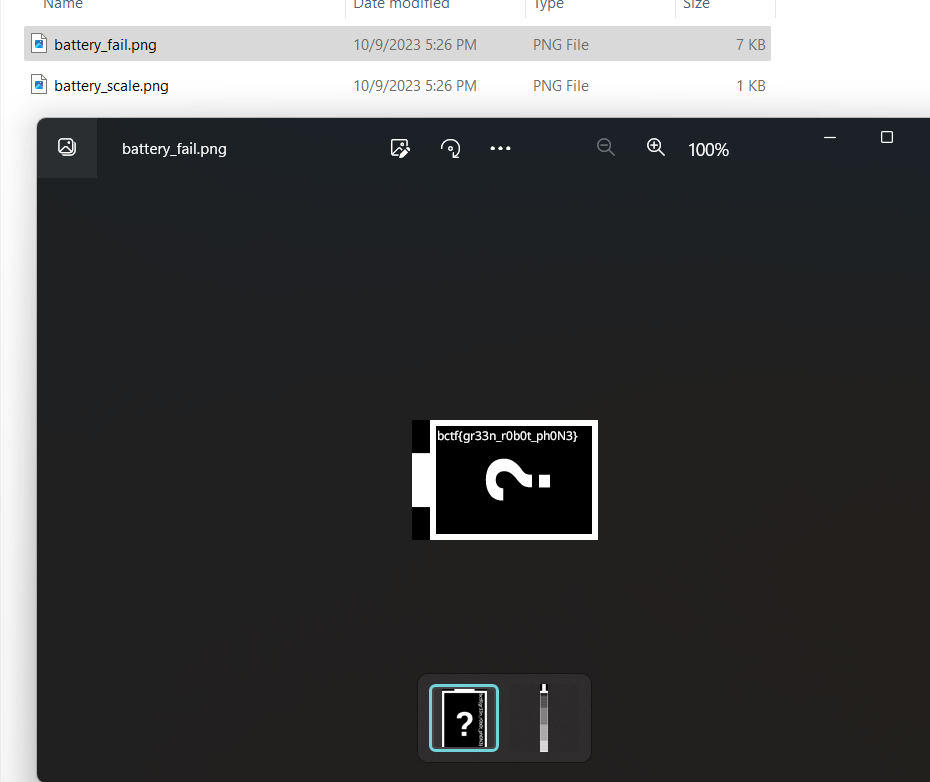 Name Date modified Type Size
battery_fail.png 10/9/2023 5:26 PM PNG File 7 KB
battery_scale.png 10/9/2023 5:26 PM PNG File 1 KB
battery_fail.png 100%
bctf{gr33n_r0b0t_ph0N3}
?
?